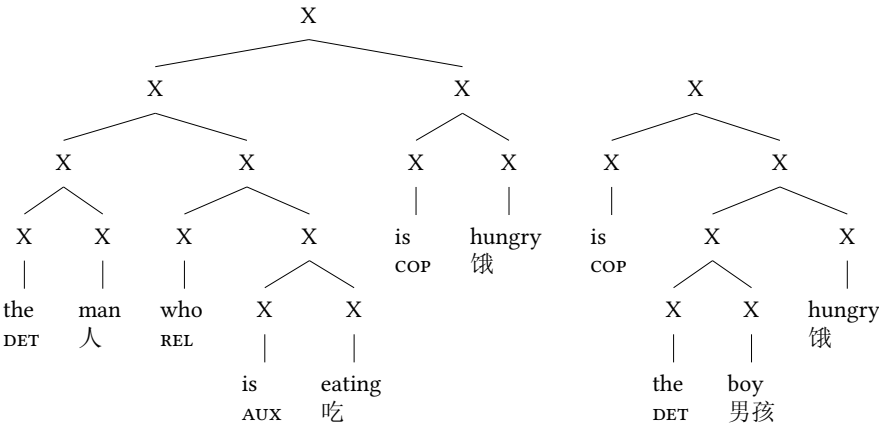 X
X X X
X X X X X X
X X X X is hungry is X X
COP 饿 COP
the man who X X X X hungry
DET 人 REL 饿
is eating the boy
AUX 吃 DET 男孩